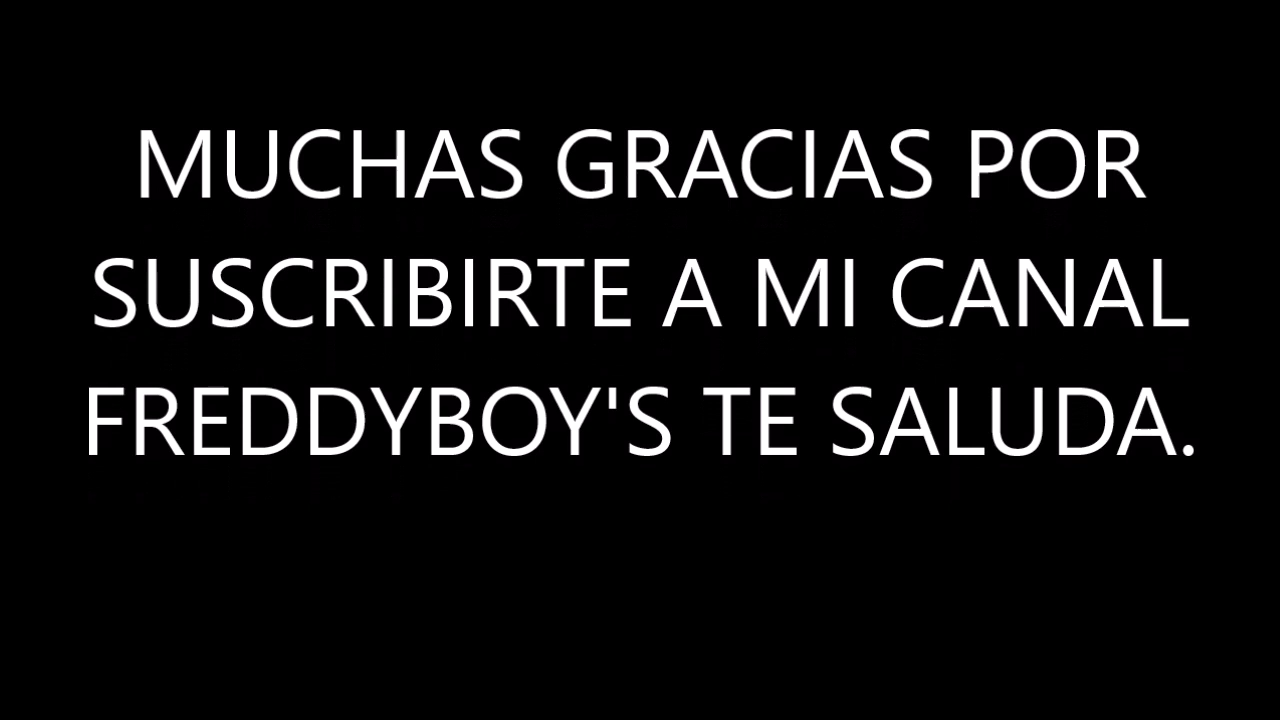 MUCHAS GRACIAS POR
SUSCRIBIRTE A MI CANAL
FREDDYBOY'S TE SALUDA.